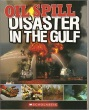 OIL SPILL
DISASTER
IN THE GULF